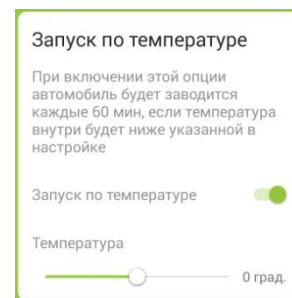 Запуск по температуре
При включении этой опции
автомобиль будет заводится
каждые 60 мин, если температура
внутри будет ниже указанной в
настройке
Запуск по температуре
Температура
0 град.